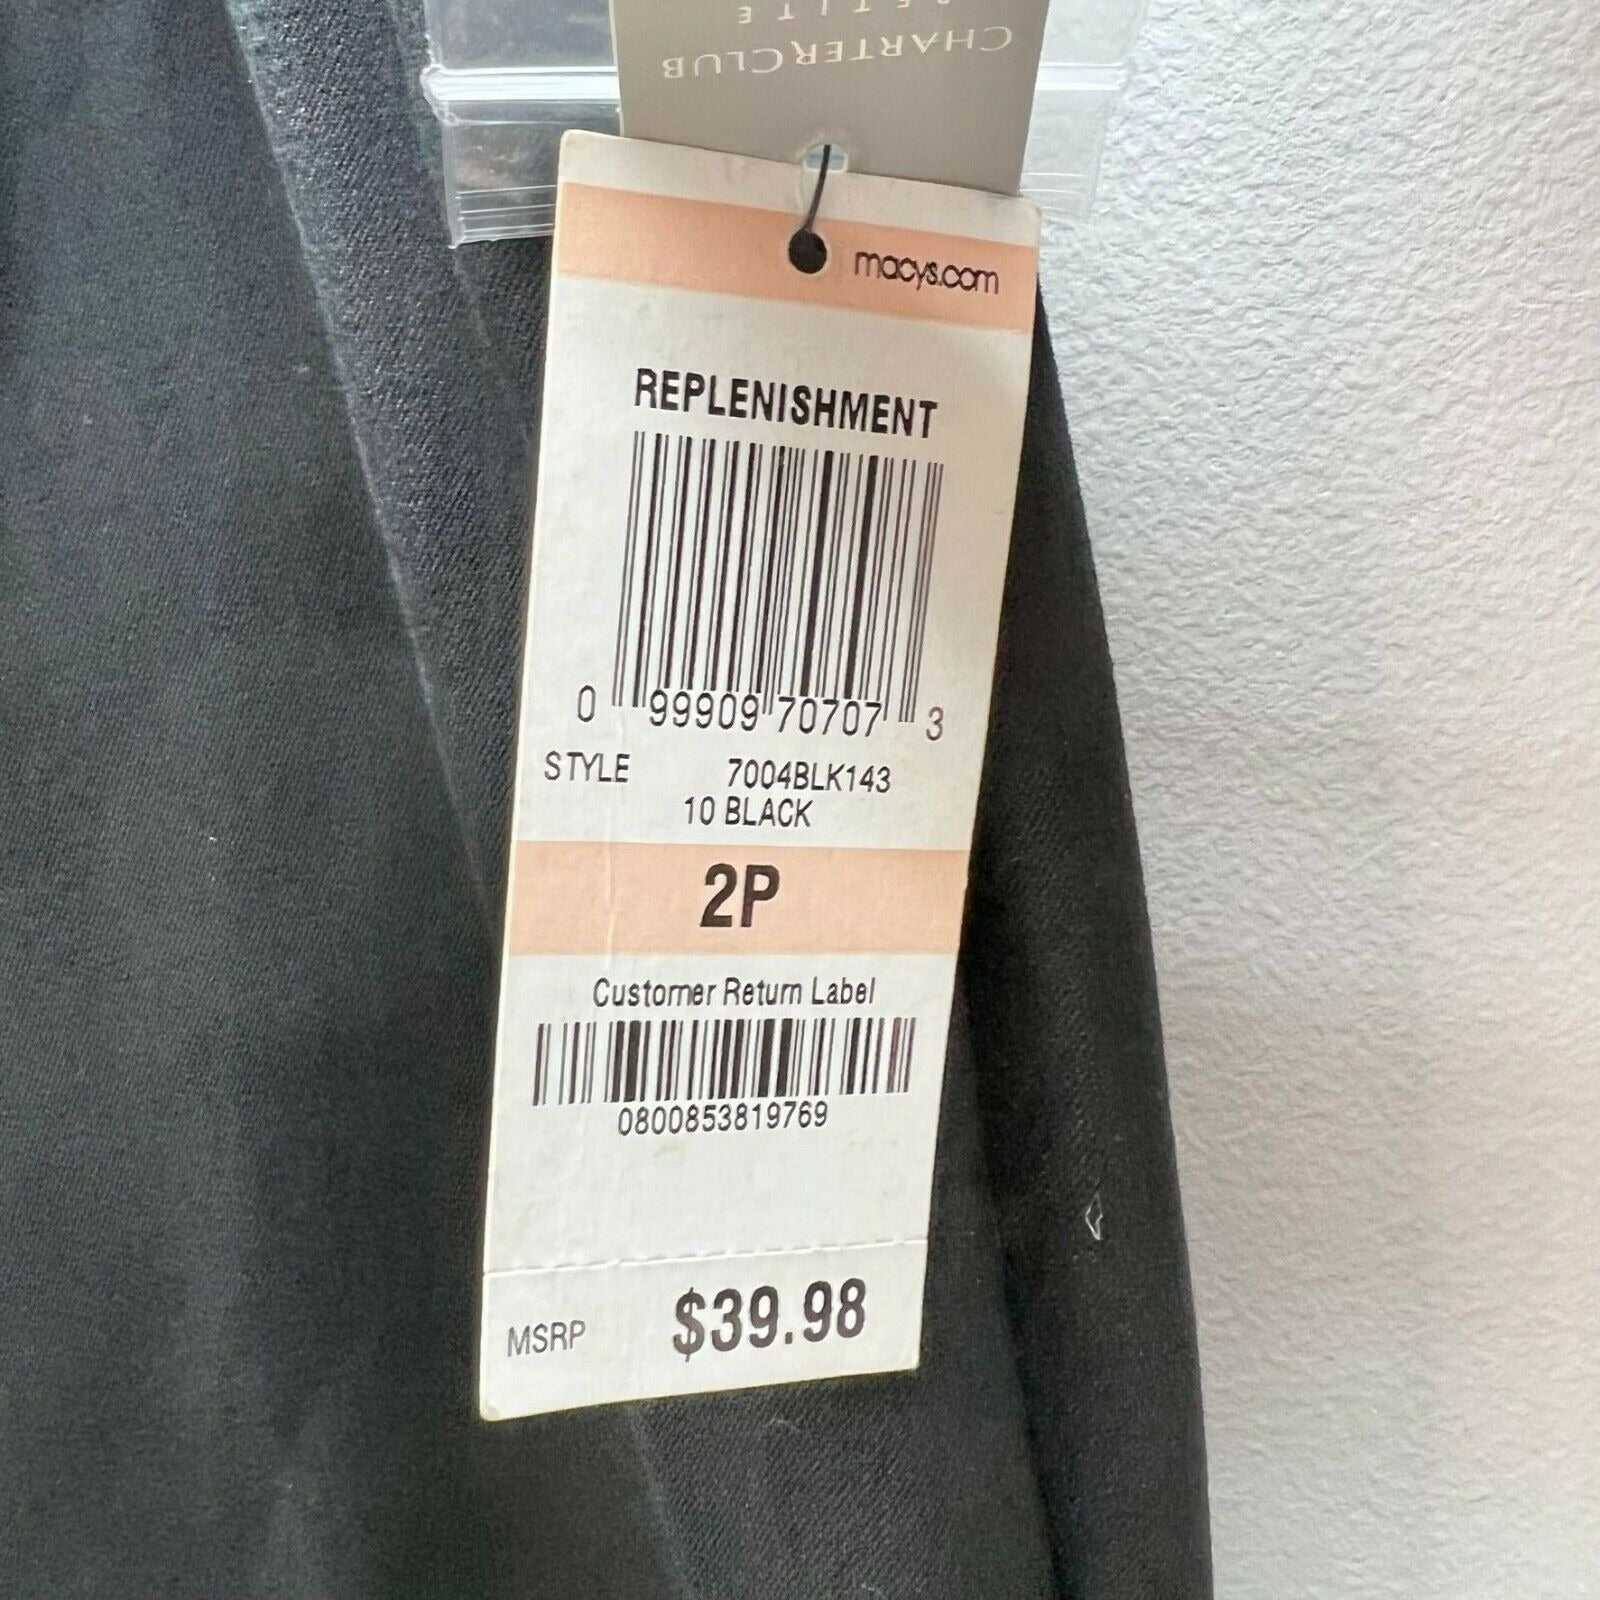 CHARTER CLUB
PETITE
macys.com
REPLENISHMENT
0 99909 70707 3
STYLE 7004BLK143
10 BLACK
2P
Customer Return Label
0800853819769
MSRP $39.98